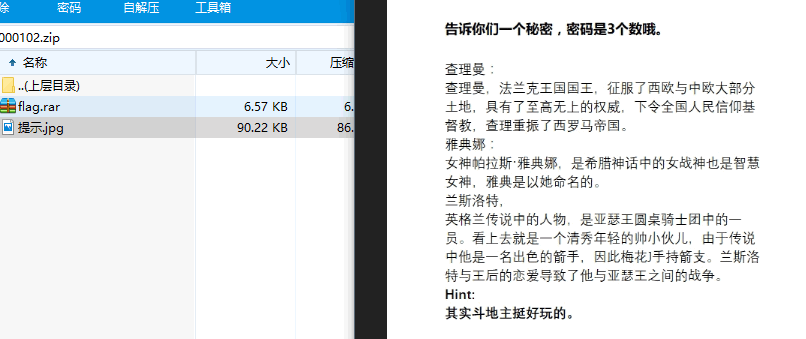 除 密码 自解压 工具箱
000102.zip
名称 大小 压缩
..(上层目录)
flag.rar 6.57 KB 6.
提示.jpg 90.22 KB 86.
告诉你们一个秘密，密码是3个数哦。
查理曼：
查理曼，法兰克王国国王，征服了西欧与中欧大部分
土地，具有了至高无上的权威，下令全国人民信仰基
督教，查理重振了西罗马帝国。
雅典娜：
女神帕拉斯·雅典娜，是希腊神话中的女战神也是智慧
女神，雅典是以她命名的。
兰斯洛特，
英格兰传说中的人物，是亚瑟王圆桌骑士团中的一
员。看上去就是一个清秀年轻的帅小伙儿，由于传说
中他是一名出色的箭手，因此梅花J手持箭支。兰斯洛
特与王后的恋爱导致了他与亚瑟王之间的战争。
Hint:
其实斗地主挺好玩的。